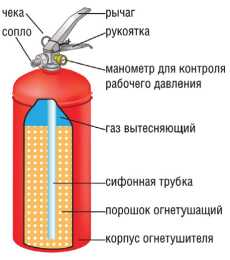 чека
рычаг
сопло
рукоятка
манометр для контроля
рабочего давления
газ вытесняющий
сифонная трубка
порошок огнетушащий
корпус огнетушителя